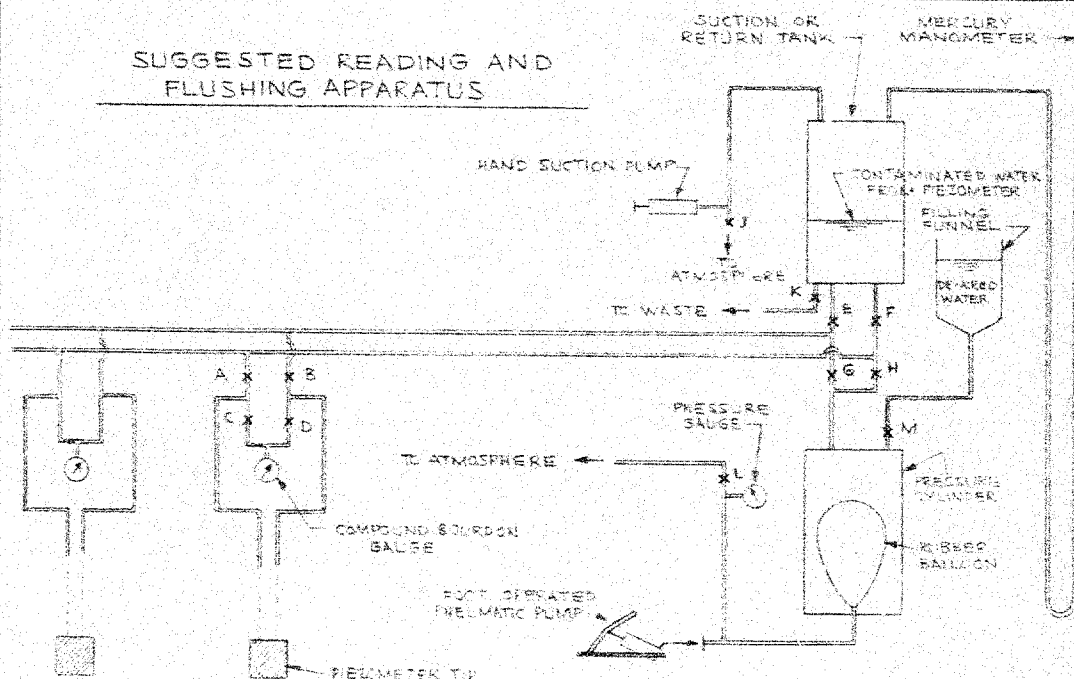 SUGGESTED READING AND
FLUSHING APPARATUS
SUCTION OR
RETURN TANK
MERCURY
MANOMETER
HAND SUCTION PUMP
CONTAMINATED WATER
FROM PIEZOMETER
FILLING
FUNNEL
J
TO
ATMOSPHERE
DE-AIRED
WATER
K
TO WASTE
E
F
A
B
G
H
C
D
M
PRESSURE
GAUGE
TO ATMOSPHERE
L
PRESSURE
CYLINDER
COMPOUND BOURDON
GAUGE
RUBBER
BALLOON
FOOT OPERATED
PNEUMATIC PUMP
PIEZOMETER TIP